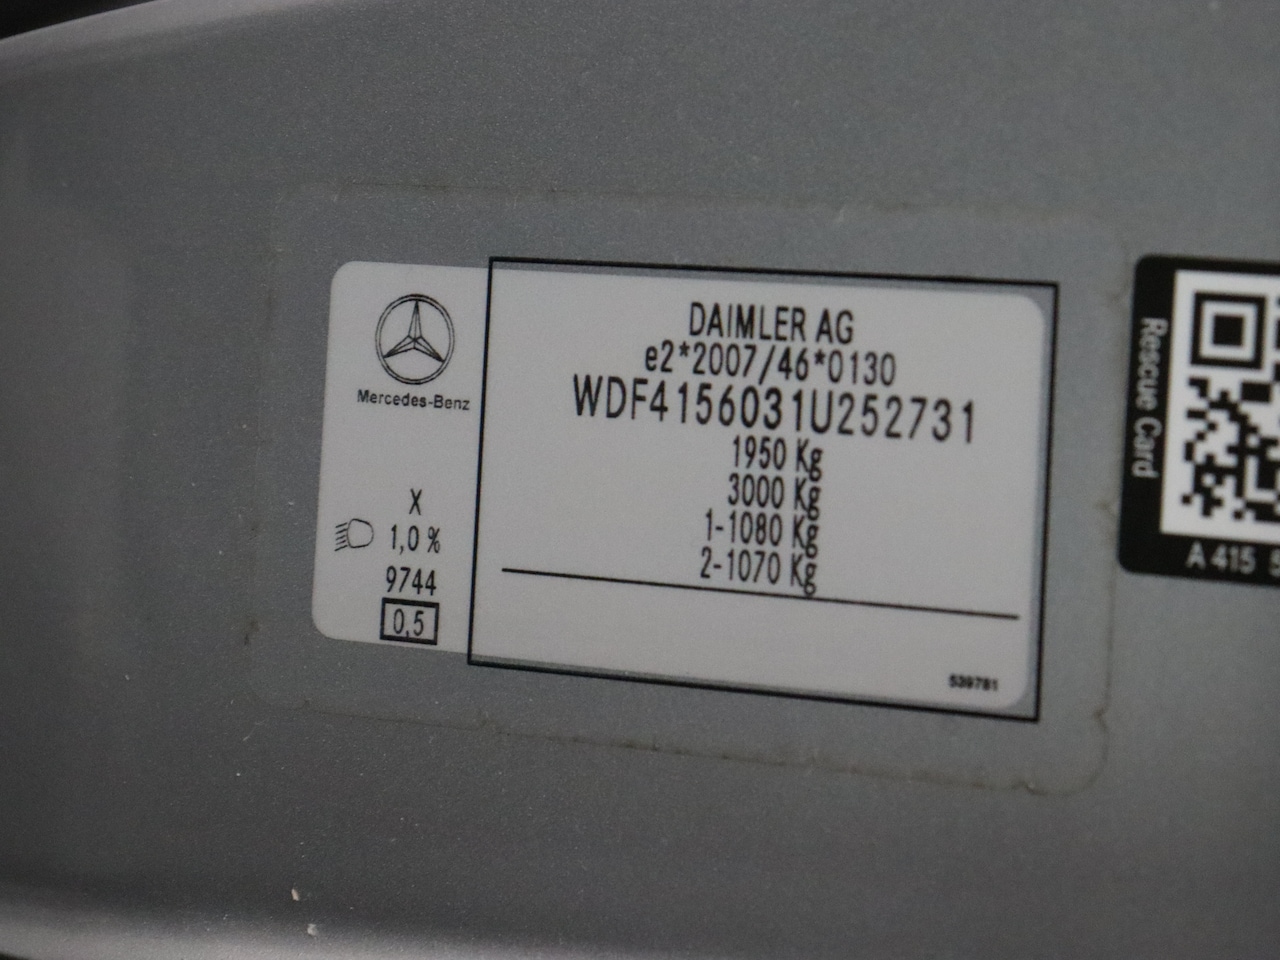 Mercedes-Benz
X
1,0 %
9744
0,5
DAIMLER AG
e2*2007/46*0130
WDF4156031U252731
1950 Kg
3000 Kg
1-1080 Kg
2-1070 Kg
539781
Rescue Card
A 415 5